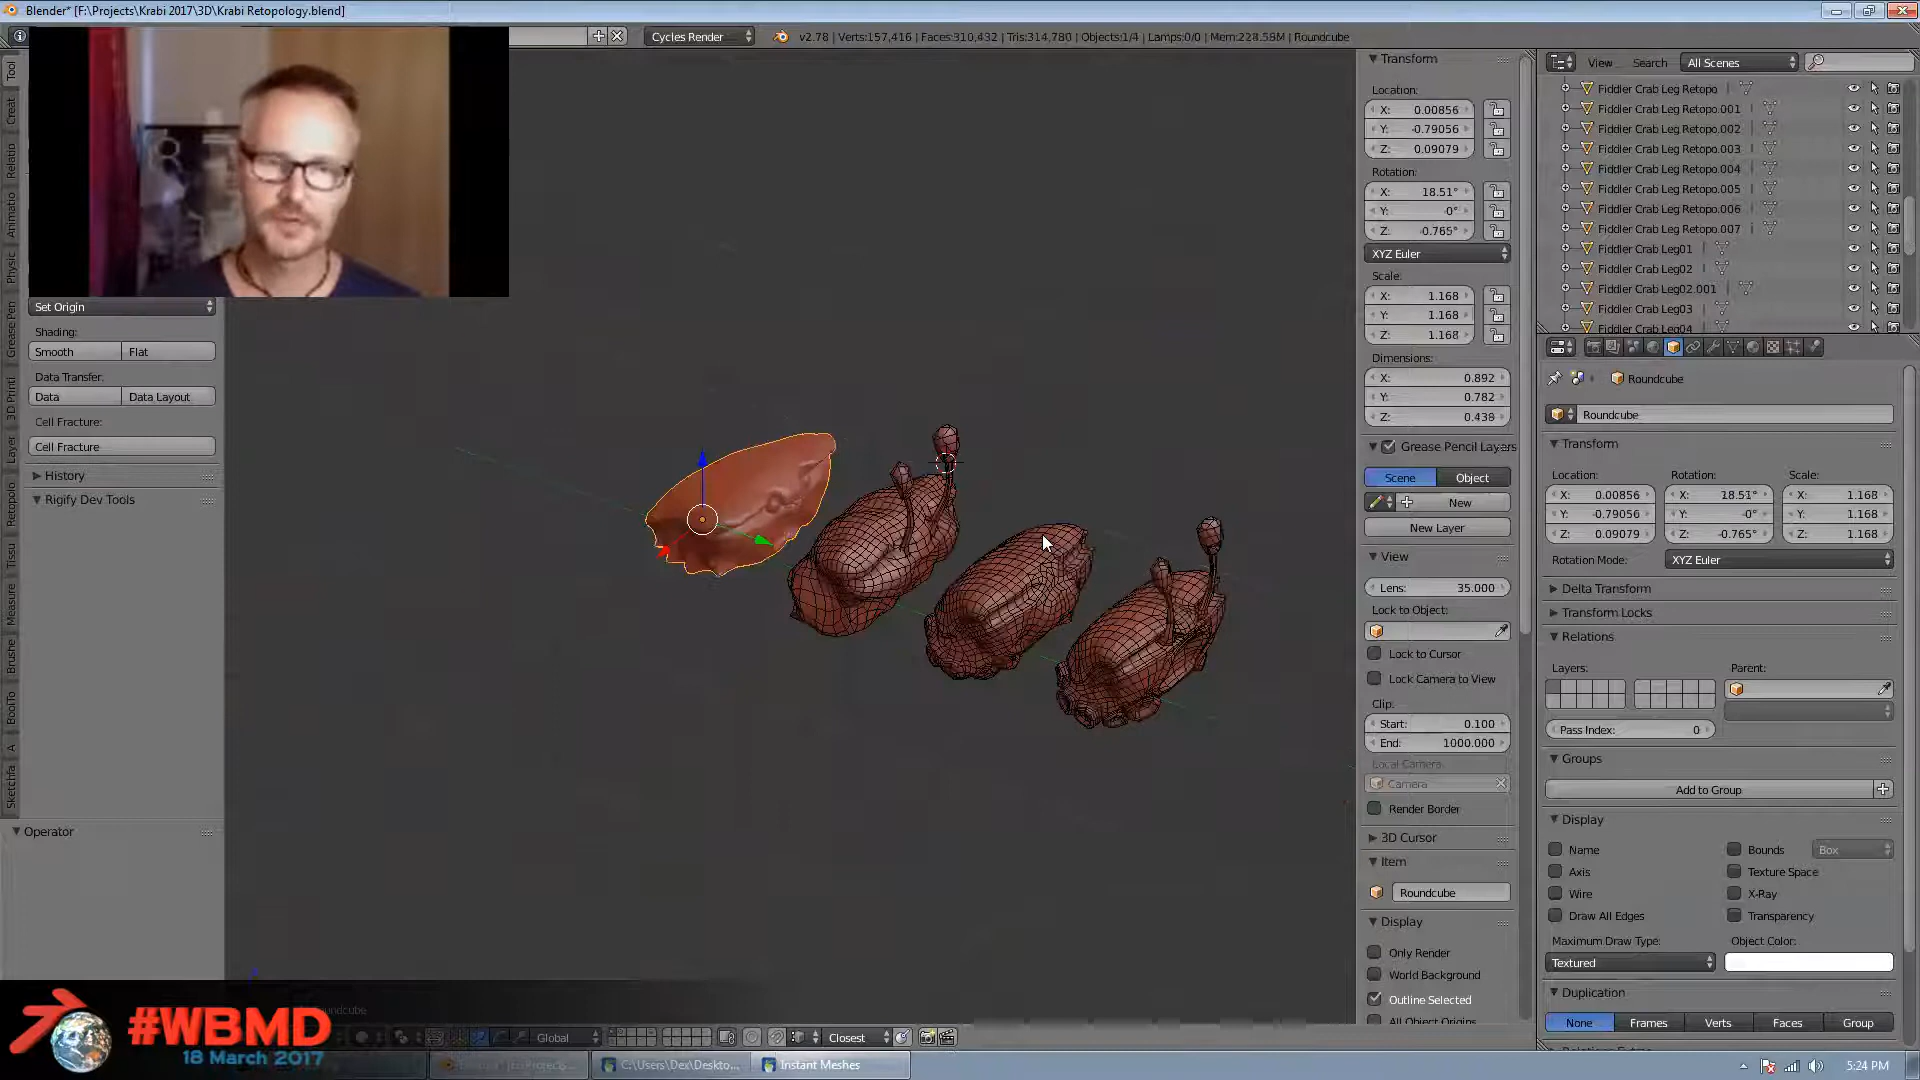 Blender* [F:\Projects\Krabi 2017\3D\Krabi Retopology.blend]
Cycles Render
v2.78 | Verts:157,416 | Faces:310,432 | Tris:314,780 | Objects:1/4 | Lamps:0/0 | Mem:228.58M | Roundcube
Tool
Creat
Relatio
Animatio
Physic
Grease Pen
3D Printi
Layer
Retopolo
Tissu
Measure
Brushe
BoolTo
A
Sketchfa
Set Origin
Shading:
Smooth
Flat
Data Transfer:
Data
Data Layout
Cell Fracture:
Cell Fracture
History
Rigify Dev Tools
Operator
Transform
Location:
X: 0.00856
Y: -0.79056
Z: 0.09079
Rotation:
X: 18.51°
Y: -0°
Z: -0.765°
XYZ Euler
Scale:
X: 1.168
Y: 1.168
Z: 1.168
Dimensions:
X: 0.892
Y: 0.782
Z: 0.438
Grease Pencil Layers
Scene
Object
New
New Layer
View
Lens: 35.000
Lock to Object:
Lock to Cursor
Lock Camera to View
Clip:
Start: 0.100
End: 1000.000
Local Camera:
Camera
Render Border
3D Cursor
Item
Roundcube
Display
Only Render
World Background
Outline Selected
All Object Origins
View
Search
All Scenes
Fiddler Crab Leg Retopo
Fiddler Crab Leg Retopo.001
Fiddler Crab Leg Retopo.002
Fiddler Crab Leg Retopo.003
Fiddler Crab Leg Retopo.004
Fiddler Crab Leg Retopo.005
Fiddler Crab Leg Retopo.006
Fiddler Crab Leg Retopo.007
Fiddler Crab Leg01
Fiddler Crab Leg02
Fiddler Crab Leg02.001
Fiddler Crab Leg03
Fiddler Crab Leg04
Roundcube
Roundcube
Transform
Location:
Rotation:
Scale:
X: 0.00856
X: 18.51°
X: 1.168
Y: -0.79056
Y: -0°
Y: 1.168
Z: 0.09079
Z: -0.765°
Z: 1.168
Rotation Mode:
XYZ Euler
Delta Transform
Transform Locks
Relations
Layers:
Parent:
Pass Index: 0
Groups
Add to Group
Display
Name
Bounds
Box
Axis
Texture Space
Wire
X-Ray
Draw All Edges
Transparency
Maximum Draw Type:
Object Color:
Textured
Duplication
None
Frames
Verts
Faces
Group
#WBMD
18 March 2017
Global
Closest
C:\Users\Dex\Deskto...
Instant Meshes
5:24 PM